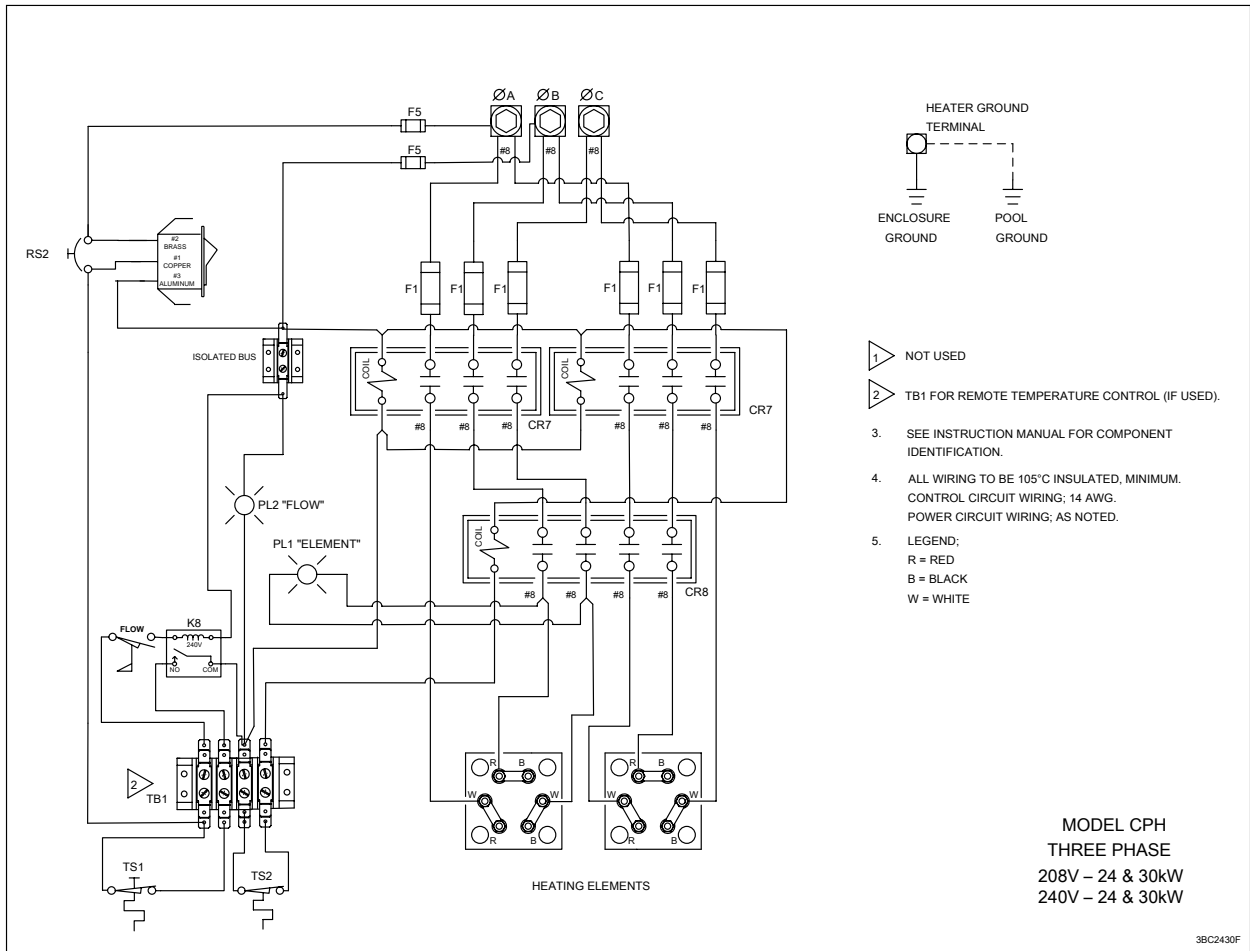 ØA ØB ØC
F5
F5
#8 #8 #8
HEATER GROUND
TERMINAL
ENCLOSURE
GROUND
POOL
GROUND
RS2
#2
BRASS
#1
COPPER
#3
ALUMINUM
F1 F1 F1 F1 F1 F1
ISOLATED BUS
COIL
COIL
CR7
CR7
#8 #8 #8 #8 #8 #8
1 NOT USED
2 TB1 FOR REMOTE TEMPERATURE CONTROL (IF USED).
3. SEE INSTRUCTION MANUAL FOR COMPONENT
IDENTIFICATION.
4. ALL WIRING TO BE 105°C INSULATED, MINIMUM.
CONTROL CIRCUIT WIRING; 14 AWG.
POWER CIRCUIT WIRING; AS NOTED.
5. LEGEND;
R = RED
B = BLACK
W = WHITE
PL2 "FLOW"
PL1 "ELEMENT"
COIL
CR8
#8 #8 #8 #8
FLOW
K8
240V
NO COM
2
TB1
R B
W W
R B
R B
W W
R B
HEATING ELEMENTS
TS1
TS2
MODEL CPH
THREE PHASE
208V – 24 & 30kW
240V – 24 & 30kW
3BC2430F